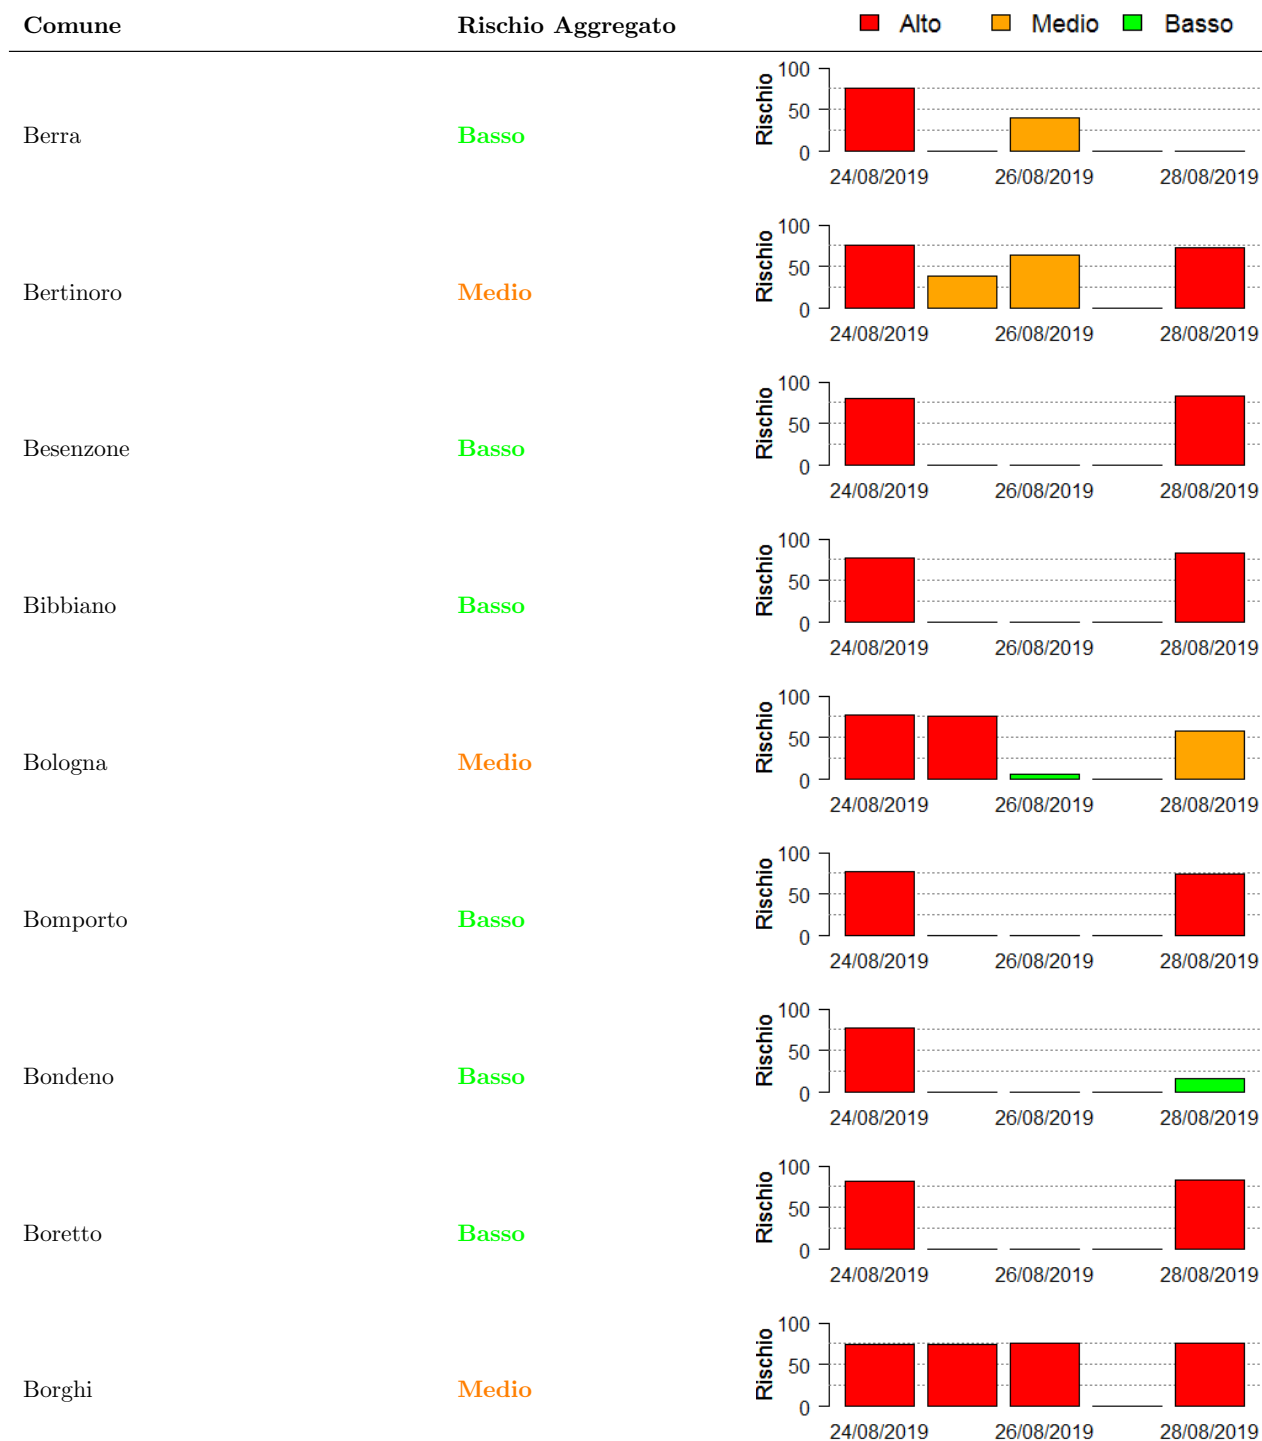 Comune Rischio Aggregato Alto Medio Basso
100
50
0
Rischio
Berra Basso
24/08/2019 26/08/2019 28/08/2019
100
50
0
Rischio
Bertinoro Medio
24/08/2019 26/08/2019 28/08/2019
100
50
0
Rischio
Besenzone Basso
24/08/2019 26/08/2019 28/08/2019
100
50
0
Rischio
Bibbiano Basso
24/08/2019 26/08/2019 28/08/2019
100
50
0
Rischio
Bologna Medio
24/08/2019 26/08/2019 28/08/2019
100
50
0
Rischio
Bomporto Basso
24/08/2019 26/08/2019 28/08/2019
100
50
0
Rischio
Bondeno Basso
24/08/2019 26/08/2019 28/08/2019
100
50
0
Rischio
Boretto Basso
24/08/2019 26/08/2019 28/08/2019
100
50
0
Rischio
Borghi Medio
24/08/2019 26/08/2019 28/08/2019